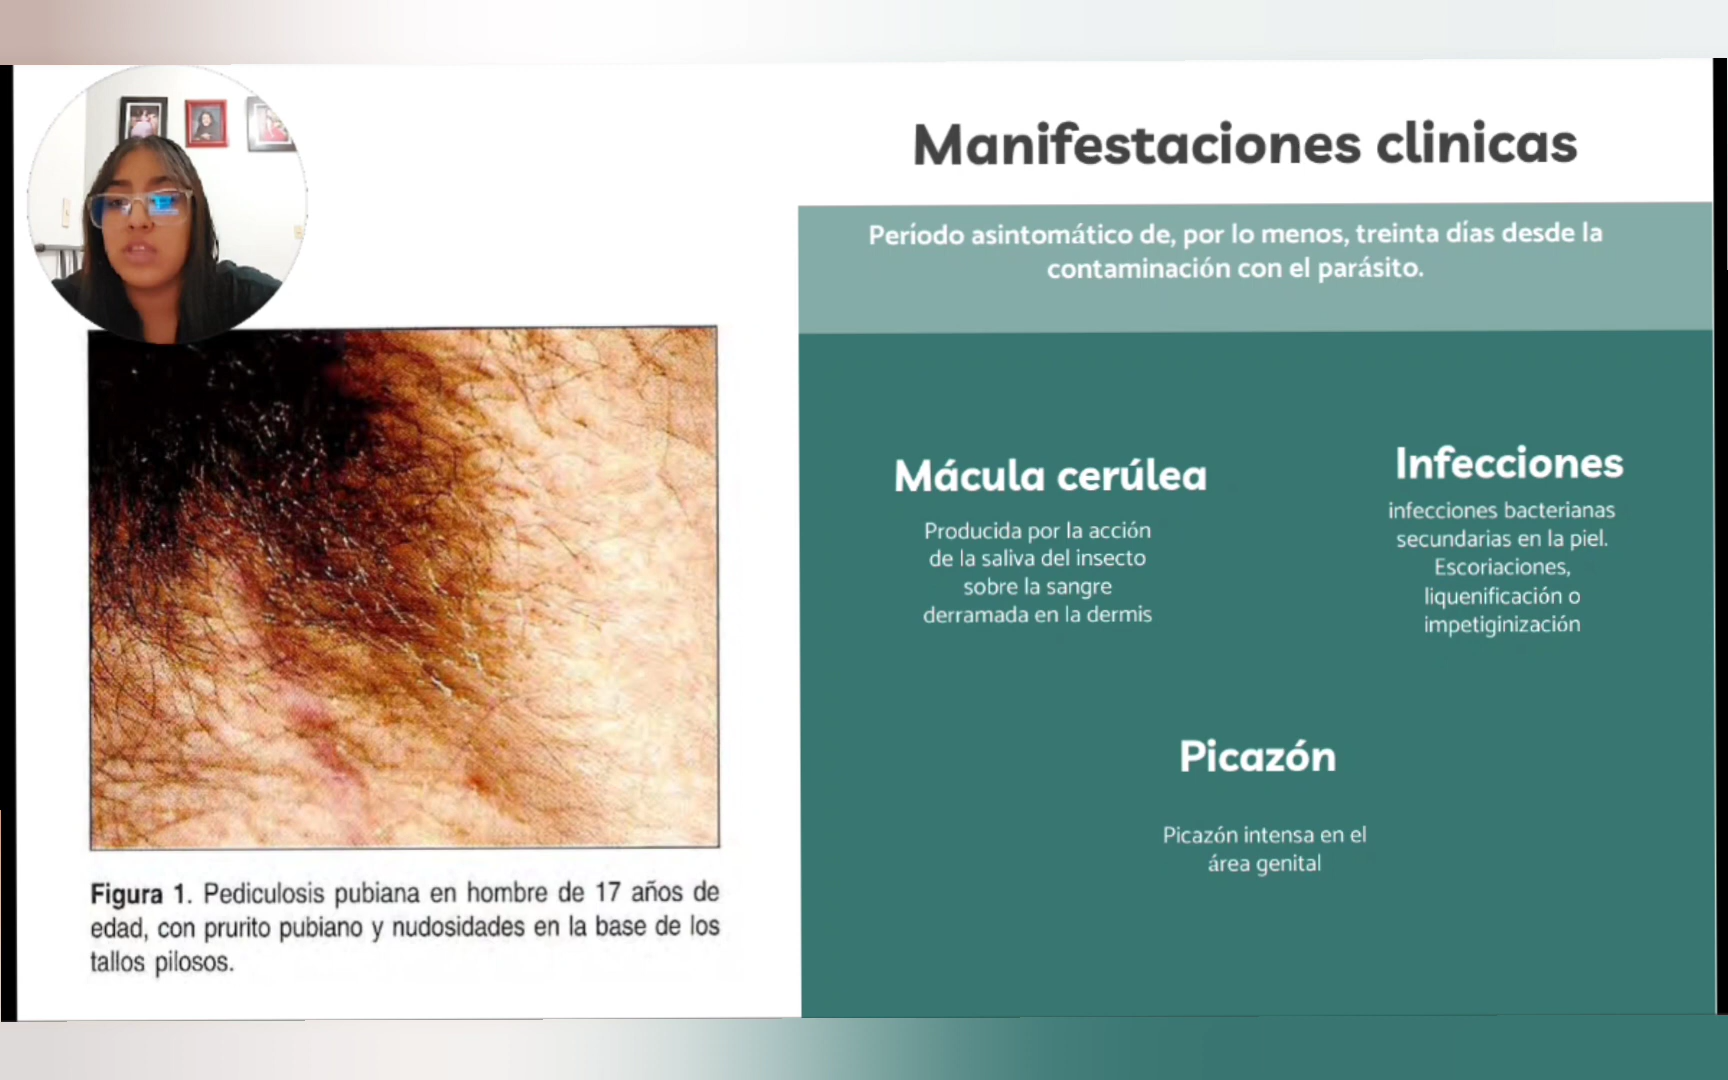 Manifestaciones clinicas
Período asintomático de, por lo menos, treinta días desde la
contaminación con el parásito.
Mácula cerúlea
Producida por la acción
de la saliva del insecto
sobre la sangre
derramada en la dermis
Infecciones
infecciones bacterianas
secundarias en la piel.
Escoriaciones,
liquenificación o
impetiginización
Picazón
Picazón intensa en el
área genital
Figura 1. Pediculosis pubiana en hombre de 17 años de
edad, con prurito pubiano y nudosidades en la base de los
tallos pilosos.